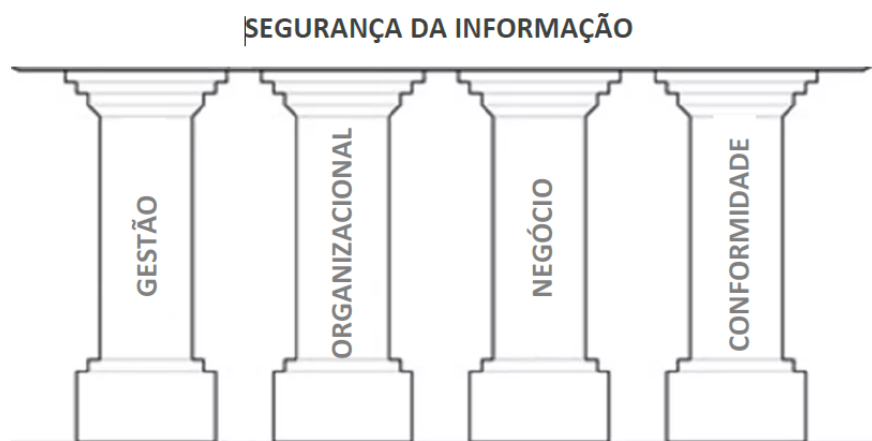 SEGURANÇA DA INFORMAÇÃO
GESTÃO
ORGANIZACIONAL
NEGÓCIO
CONFORMIDADE